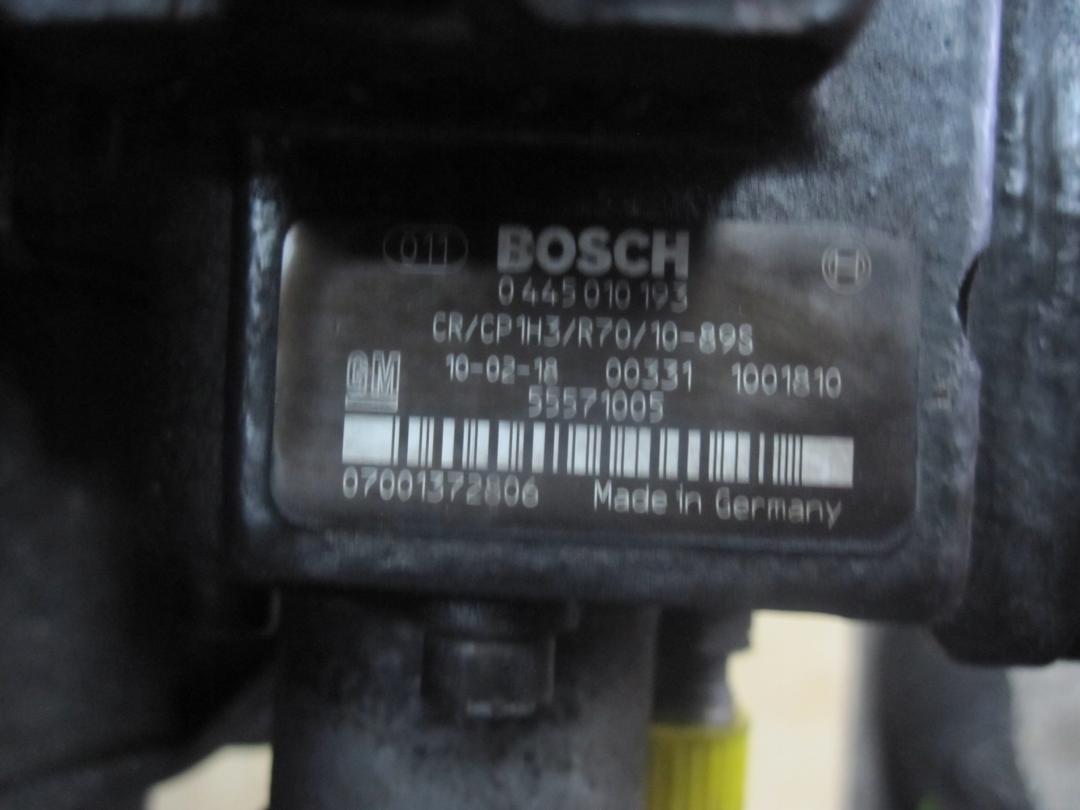 011 BOSCH
0 445 010 193
CR/CP1H3/R70/10-89S
GM 10-02-18 00331 1001810
55571005
07001372806 Made in Germany